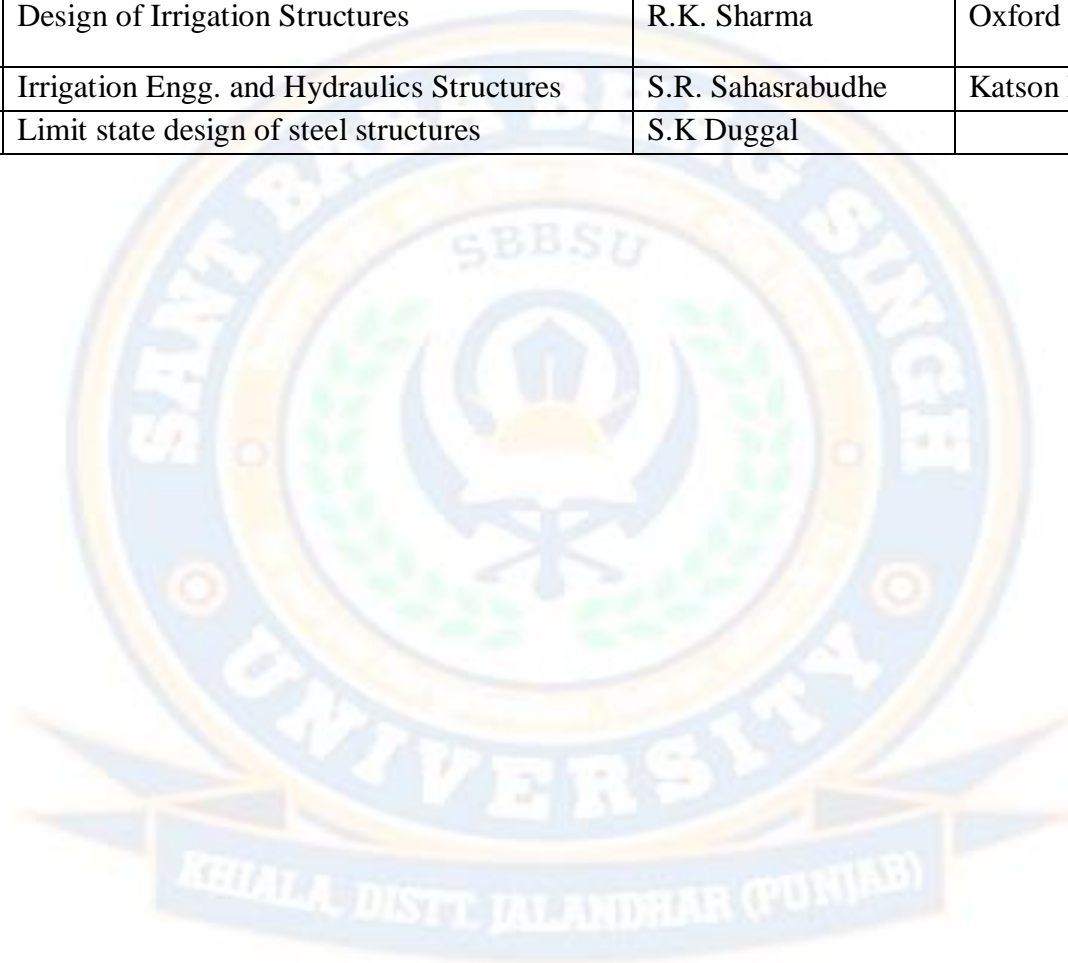 Design of Irrigation Structures R.K. Sharma Oxford
Irrigation Engg. and Hydraulics Structures S.R. Sahasrabudhe Katson
Limit state design of steel structures S.K Duggal
SANT BABA BHAG SINGH
SBBSU
UNIVERSITY
KHIALA, DISTT. JALANDHAR (PUNJAB)